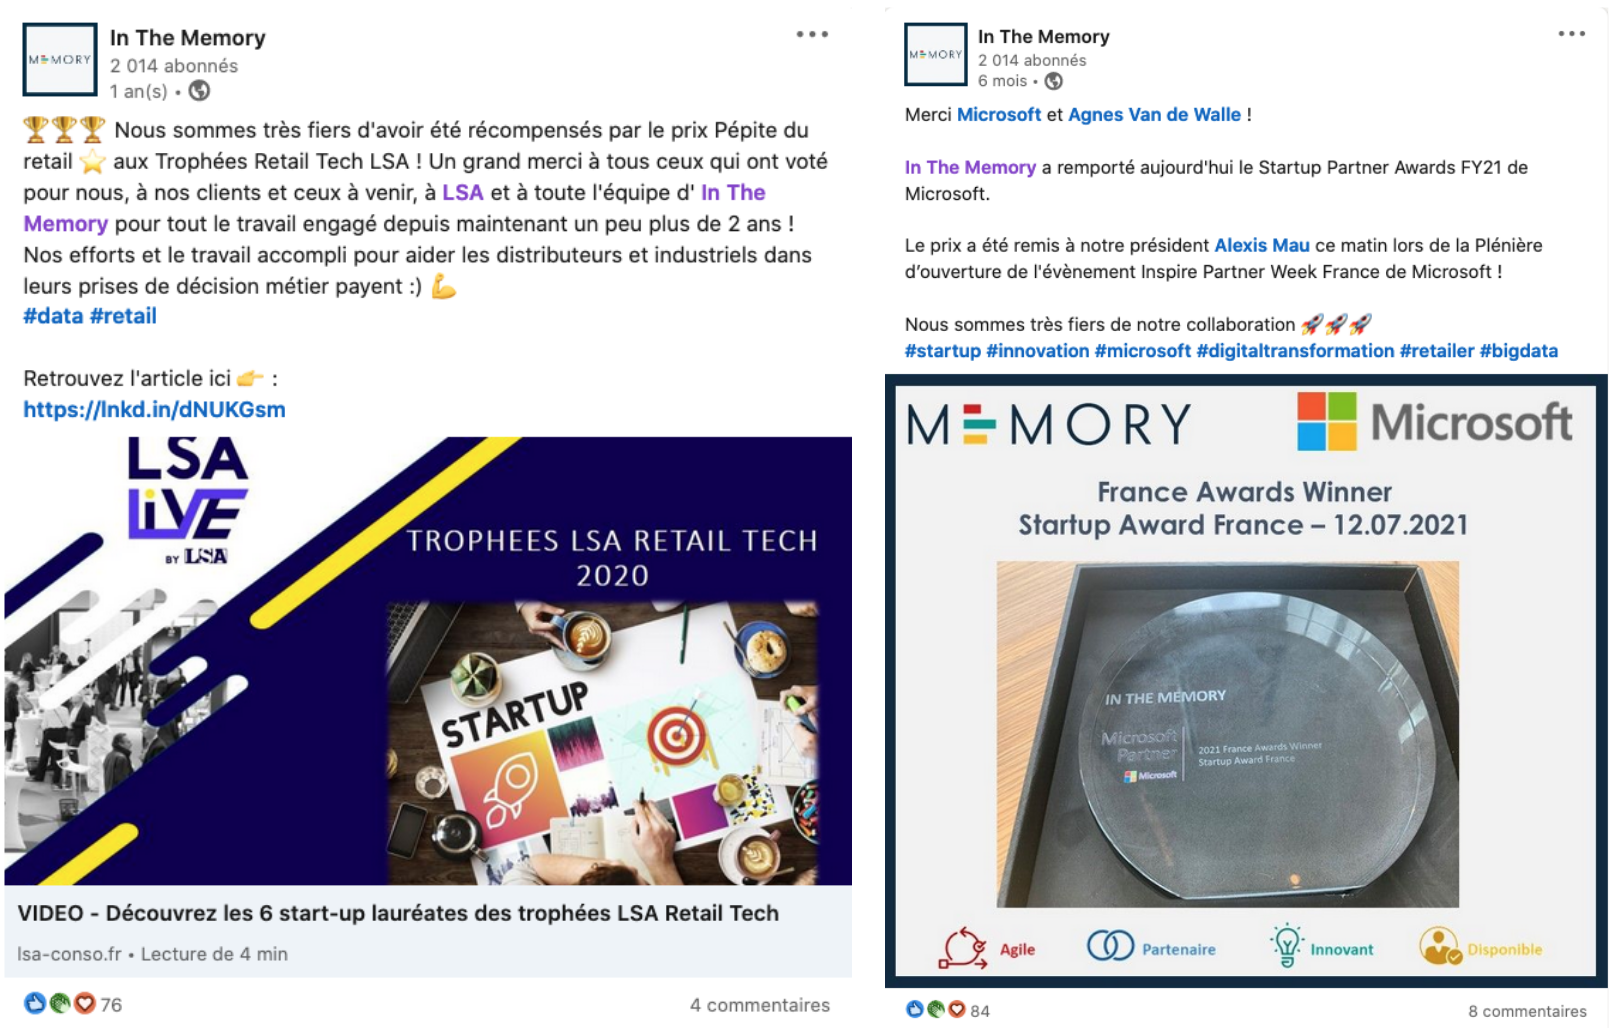 MEMORY
In The Memory
2 014 abonnés
1 an(s) •
Nous sommes très fiers d'avoir été récompensés par le prix Pépite du
retail ⭐ aux Trophées Retail Tech LSA ! Un grand merci à tous ceux qui ont voté
pour nous, à nos clients et ceux à venir, à LSA et à toute l'équipe d' In The
Memory pour tout le travail engagé depuis maintenant un peu plus de 2 ans !
Nos efforts et le travail accompli pour aider les distributeurs et industriels dans
leurs prises de décision métier payent :) 💪
#data #retail
Retrouvez l'article ici 👉 :
https://lnkd.in/dNUKGsm
LSA
LiVE
BY LSA
TROPHEES LSA RETAIL TECH
2020
STARTUP
VIDEO - Découvrez les 6 start-up lauréates des trophées LSA Retail Tech
lsa-conso.fr • Lecture de 4 min
76
4 commentaires
MEMORY
In The Memory
2 014 abonnés
6 mois •
Merci Microsoft et Agnes Van de Walle !
In The Memory a remporté aujourd'hui le Startup Partner Awards FY21 de
Microsoft.
Le prix a été remis à notre président Alexis Mau ce matin lors de la Plénière
d'ouverture de l'évènement Inspire Partner Week France de Microsoft !
Nous sommes très fiers de notre collaboration 🚀🚀🚀
#startup #innovation #microsoft #digitaltransformation #retailer #bigdata
MEMORY
Microsoft
France Awards Winner
Startup Award France – 12.07.2021
IN THE MEMORY
Microsoft
Partner
Microsoft
2021 France Awards Winner
Startup Award France
Agile
Partenaire
Innovant
Disponible
84
8 commentaires